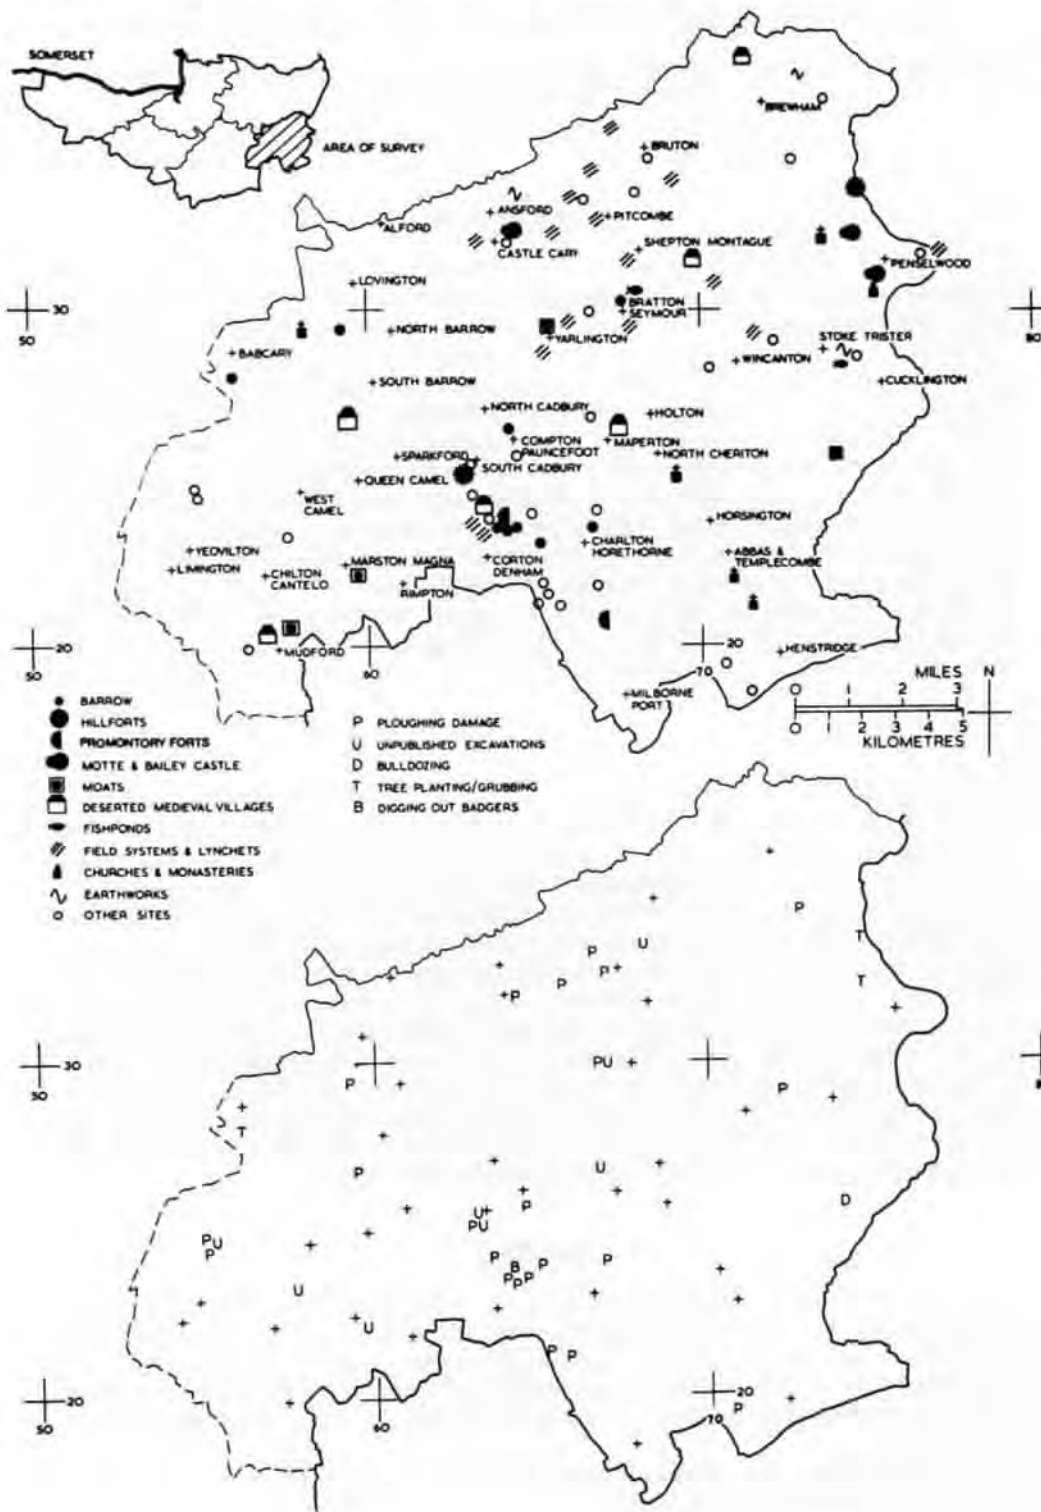 SOMERSET
AREA OF SURVEY
BREWHAM
BRUTON
ANSFORD
PITCOMBE
ALFORD
SHEPTON MONTAGUE
CASTLE CARY
PENSELWOOD
LOVINGTON
30
50
BRATTON
SEYMOUR
NORTH BARROW
YARLINGTON
STOKE TRISTER
80
BABCARY
WINCANTON
CUCKLINGTON
SOUTH BARROW
NORTH CADBURY
HOLTON
COMPTON
PAUNCEFOOT
MAPERTON
SPARKFORD
SOUTH CADBURY
NORTH CHERITON
QUEEN CAMEL
WEST
CAMEL
HORSINGTON
CHARLTON
HORETHORNE
YEOVILTON
MARSTON MAGNA
CORTON
DENHAM
ABBAS &
TEMPLECOMBE
LIMINGTON
CHILTON
CANTELO
RIMPTON
20
50
MUDFORD
60
20
70
HENSTRIDGE
MILBORNE
PORT
MILES
N
0 1 2 3
0 1 2 3 4 5
KILOMETRES
BARROW
HILLFORTS
PROMONTORY FORTS
MOTTE & BAILEY CASTLE
MOATS
DESERTED MEDIEVAL VILLAGES
FISHPONDS
FIELD SYSTEMS & LYNCHETS
CHURCHES & MONASTERIES
EARTHWORKS
OTHER SITES
P PLOUGHING DAMAGE
U UNPUBLISHED EXCAVATIONS
D BULLDOZING
T TREE PLANTING/GRUBBING
B DIGGING OUT BADGERS
P
T
U
P
P
P
T
P
PU
30
50
P
P
T
U
P
P
U
PU
D
PU
P
P
B
P
P
P
P
P
U
U
P
P
20
50
60
20
70
P